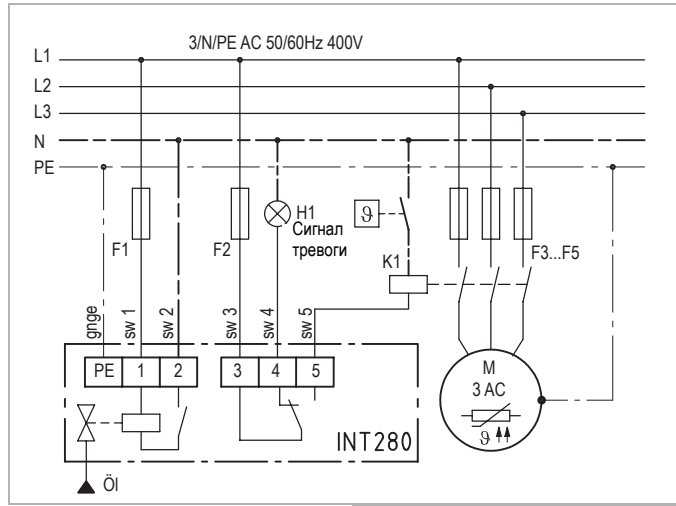 3/N/PE AC 50/60Hz 400V
L1
L2
L3
N
PE
F1
F2
H1
Сигнал
тревоги
ϑ
K1
F3...F5
gnge
sw 1
sw 2
sw 3
sw 4
sw 5
PE 1 2 3 4 5
M
3 AC
ϑ
INT280
Öl